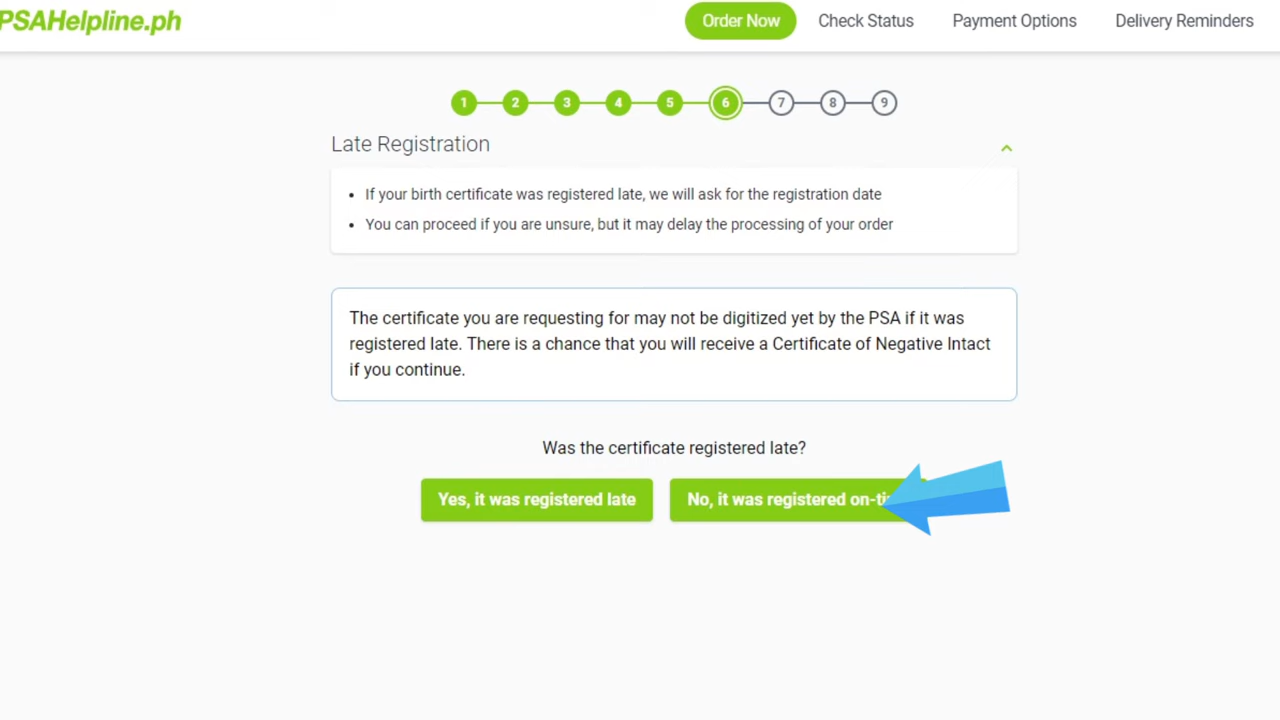 PSAHelpline.ph
Order Now
Check Status
Payment Options
Delivery Reminders
1 2 3 4 5 6 7 8 9
Late Registration
• If your birth certificate was registered late, we will ask for the registration date
• You can proceed if you are unsure, but it may delay the processing of your order
The certificate you are requesting for may not be digitized yet by the PSA if it was
registered late. There is a chance that you will receive a Certificate of Negative Intact
if you continue.
Was the certificate registered late?
Yes, it was registered late
No, it was registered